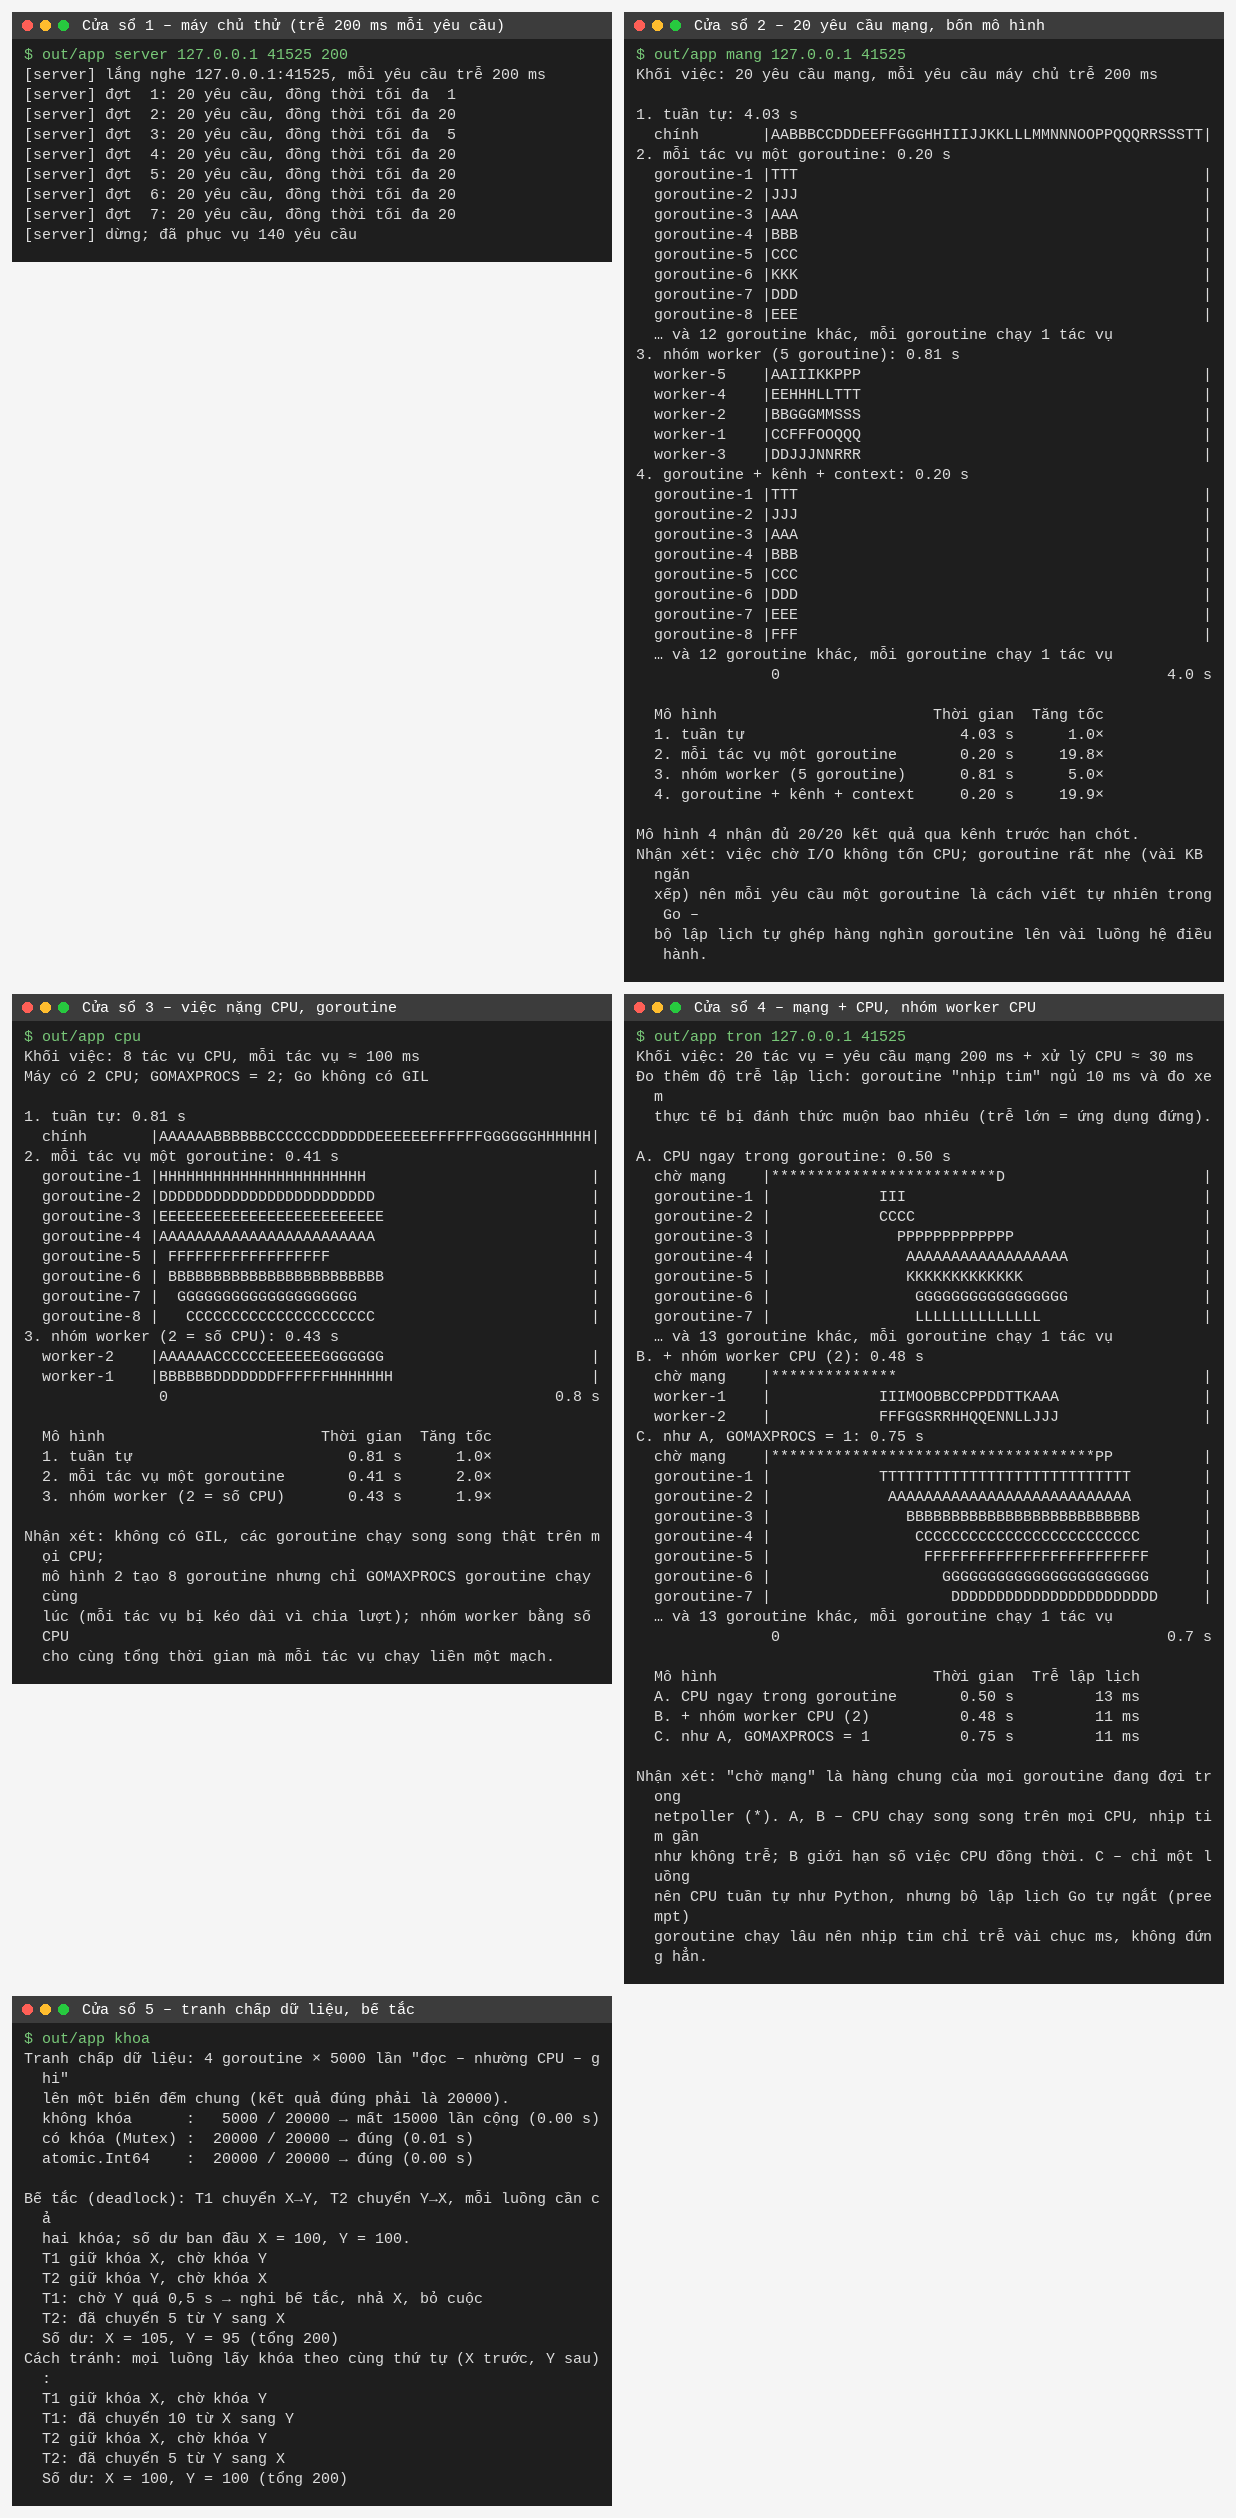 Cửa sổ 1 – máy chủ thử (trễ 200 ms mỗi yêu cầu)
$ out/app server 127.0.0.1 41525 200
[server] lắng nghe 127.0.0.1:41525, mỗi yêu cầu trễ 200 ms
[server] đợt  1: 20 yêu cầu, đồng thời tối đa  1
[server] đợt  2: 20 yêu cầu, đồng thời tối đa 20
[server] đợt  3: 20 yêu cầu, đồng thời tối đa  5
[server] đợt  4: 20 yêu cầu, đồng thời tối đa 20
[server] đợt  5: 20 yêu cầu, đồng thời tối đa 20
[server] đợt  6: 20 yêu cầu, đồng thời tối đa 20
[server] đợt  7: 20 yêu cầu, đồng thời tối đa 20
[server] dừng; đã phục vụ 140 yêu cầu
Cửa sổ 2 – 20 yêu cầu mạng, bốn mô hình
$ out/app mang 127.0.0.1 41525
Khối việc: 20 yêu cầu mạng, mỗi yêu cầu máy chủ trễ 200 ms
1. tuần tự: 4.03 s
chính       |AABBBCCDDDEEFFGGGHHIIIJJKKLLLMMNNNOOPPQQQRRSSSTT|
2. mỗi tác vụ một goroutine: 0.20 s
goroutine-1 |TTT                                             |
goroutine-2 |JJJ                                             |
goroutine-3 |AAA                                             |
goroutine-4 |BBB                                             |
goroutine-5 |CCC                                             |
goroutine-6 |KKK                                             |
goroutine-7 |DDD                                             |
goroutine-8 |EEE                                             |
… và 12 goroutine khác, mỗi goroutine chạy 1 tác vụ
3. nhóm worker (5 goroutine): 0.81 s
worker-5    |AAIIIKKPPP                                      |
worker-4    |EEHHHLLTTT                                      |
worker-2    |BBGGGMMSSS                                      |
worker-1    |CCFFFOOQQQ                                      |
worker-3    |DDJJJNNRRR                                      |
4. goroutine + kênh + context: 0.20 s
goroutine-1 |TTT                                             |
goroutine-2 |JJJ                                             |
goroutine-3 |AAA                                             |
goroutine-4 |BBB                                             |
goroutine-5 |CCC                                             |
goroutine-6 |DDD                                             |
goroutine-7 |EEE                                             |
goroutine-8 |FFF                                             |
… và 12 goroutine khác, mỗi goroutine chạy 1 tác vụ
0                                           4.0 s
Mô hình                        Thời gian  Tăng tốc
1. tuần tự                        4.03 s      1.0×
2. mỗi tác vụ một goroutine       0.20 s     19.8×
3. nhóm worker (5 goroutine)      0.81 s      5.0×
4. goroutine + kênh + context     0.20 s     19.9×
Mô hình 4 nhận đủ 20/20 kết quả qua kênh trước hạn chót.
Nhận xét: việc chờ I/O không tốn CPU; goroutine rất nhẹ (vài KB
ngăn
xếp) nên mỗi yêu cầu một goroutine là cách viết tự nhiên trong
Go –
bộ lập lịch tự ghép hàng nghìn goroutine lên vài luồng hệ điều
hành.
Cửa sổ 3 – việc nặng CPU, goroutine
$ out/app cpu
Khối việc: 8 tác vụ CPU, mỗi tác vụ ≈ 100 ms
Máy có 2 CPU; GOMAXPROCS = 2; Go không có GIL
1. tuần tự: 0.81 s
chính       |AAAAAABBBBBBCCCCCCDDDDDDEEEEEEFFFFFFGGGGGGHHHHHH|
2. mỗi tác vụ một goroutine: 0.41 s
goroutine-1 |HHHHHHHHHHHHHHHHHHHHHHH                         |
goroutine-2 |DDDDDDDDDDDDDDDDDDDDDDDD                        |
goroutine-3 |EEEEEEEEEEEEEEEEEEEEEEEEE                       |
goroutine-4 |AAAAAAAAAAAAAAAAAAAAAAAA                        |
goroutine-5 | FFFFFFFFFFFFFFFFFF                             |
goroutine-6 | BBBBBBBBBBBBBBBBBBBBBBBB                       |
goroutine-7 |  GGGGGGGGGGGGGGGGGGGG                          |
goroutine-8 |   CCCCCCCCCCCCCCCCCCCCC                        |
3. nhóm worker (2 = số CPU): 0.43 s
worker-2    |AAAAAACCCCCCEEEEEEGGGGGGG                       |
worker-1    |BBBBBBDDDDDDDFFFFFFHHHHHHH                      |
0                                           0.8 s
Mô hình                        Thời gian  Tăng tốc
1. tuần tự                        0.81 s      1.0×
2. mỗi tác vụ một goroutine       0.41 s      2.0×
3. nhóm worker (2 = số CPU)       0.43 s      1.9×
Nhận xét: không có GIL, các goroutine chạy song song thật trên m
ọi CPU;
mô hình 2 tạo 8 goroutine nhưng chỉ GOMAXPROCS goroutine chạy
cùng
lúc (mỗi tác vụ bị kéo dài vì chia lượt); nhóm worker bằng số
CPU
cho cùng tổng thời gian mà mỗi tác vụ chạy liền một mạch.
Cửa sổ 4 – mạng + CPU, nhóm worker CPU
$ out/app tron 127.0.0.1 41525
Khối việc: 20 tác vụ = yêu cầu mạng 200 ms + xử lý CPU ≈ 30 ms
Đo thêm độ trễ lập lịch: goroutine "nhịp tim" ngủ 10 ms và đo xe
m
thực tế bị đánh thức muộn bao nhiêu (trễ lớn = ứng dụng đứng).
A. CPU ngay trong goroutine: 0.50 s
chờ mạng    |*************************D                      |
goroutine-1 |            III                                 |
goroutine-2 |            CCCC                                |
goroutine-3 |              PPPPPPPPPPPPP                     |
goroutine-4 |               AAAAAAAAAAAAAAAAAA               |
goroutine-5 |               KKKKKKKKKKKKK                    |
goroutine-6 |                GGGGGGGGGGGGGGGGG               |
goroutine-7 |                LLLLLLLLLLLLLL                  |
… và 13 goroutine khác, mỗi goroutine chạy 1 tác vụ
B. + nhóm worker CPU (2): 0.48 s
chờ mạng    |**************                                  |
worker-1    |            IIIMOOBBCCPPDDTTKAAA                |
worker-2    |            FFFGGSRRHHQQENNLLJJJ                |
C. như A, GOMAXPROCS = 1: 0.75 s
chờ mạng    |************************************PP          |
goroutine-1 |            TTTTTTTTTTTTTTTTTTTTTTTTTTTT        |
goroutine-2 |             AAAAAAAAAAAAAAAAAAAAAAAAAAA        |
goroutine-3 |               BBBBBBBBBBBBBBBBBBBBBBBBBB       |
goroutine-4 |                CCCCCCCCCCCCCCCCCCCCCCCCC       |
goroutine-5 |                 FFFFFFFFFFFFFFFFFFFFFFFFF      |
goroutine-6 |                   GGGGGGGGGGGGGGGGGGGGGGG      |
goroutine-7 |                    DDDDDDDDDDDDDDDDDDDDDDD     |
… và 13 goroutine khác, mỗi goroutine chạy 1 tác vụ
0                                           0.7 s
Mô hình                        Thời gian  Trễ lập lịch
A. CPU ngay trong goroutine       0.50 s         13 ms
B. + nhóm worker CPU (2)          0.48 s         11 ms
C. như A, GOMAXPROCS = 1          0.75 s         11 ms
Nhận xét: "chờ mạng" là hàng chung của mọi goroutine đang đợi tr
ong
netpoller (*). A, B – CPU chạy song song trên mọi CPU, nhịp ti
m gần
như không trễ; B giới hạn số việc CPU đồng thời. C – chỉ một l
uồng
nên CPU tuần tự như Python, nhưng bộ lập lịch Go tự ngắt (pree
mpt)
goroutine chạy lâu nên nhịp tim chỉ trễ vài chục ms, không đứn
g hẳn.
Cửa sổ 5 – tranh chấp dữ liệu, bế tắc
$ out/app khoa
Tranh chấp dữ liệu: 4 goroutine × 5000 lần "đọc – nhường CPU – g
hi"
lên một biến đếm chung (kết quả đúng phải là 20000).
không khóa      :   5000 / 20000 → mất 15000 lần cộng (0.00 s)
có khóa (Mutex) :  20000 / 20000 → đúng (0.01 s)
atomic.Int64    :  20000 / 20000 → đúng (0.00 s)
Bế tắc (deadlock): T1 chuyển X→Y, T2 chuyển Y→X, mỗi luồng cần c
ả
hai khóa; số dư ban đầu X = 100, Y = 100.
T1 giữ khóa X, chờ khóa Y
T2 giữ khóa Y, chờ khóa X
T1: chờ Y quá 0,5 s → nghi bế tắc, nhả X, bỏ cuộc
T2: đã chuyển 5 từ Y sang X
Số dư: X = 105, Y = 95 (tổng 200)
Cách tránh: mọi luồng lấy khóa theo cùng thứ tự (X trước, Y sau)
:
T1 giữ khóa X, chờ khóa Y
T1: đã chuyển 10 từ X sang Y
T2 giữ khóa X, chờ khóa Y
T2: đã chuyển 5 từ Y sang X
Số dư: X = 100, Y = 100 (tổng 200)